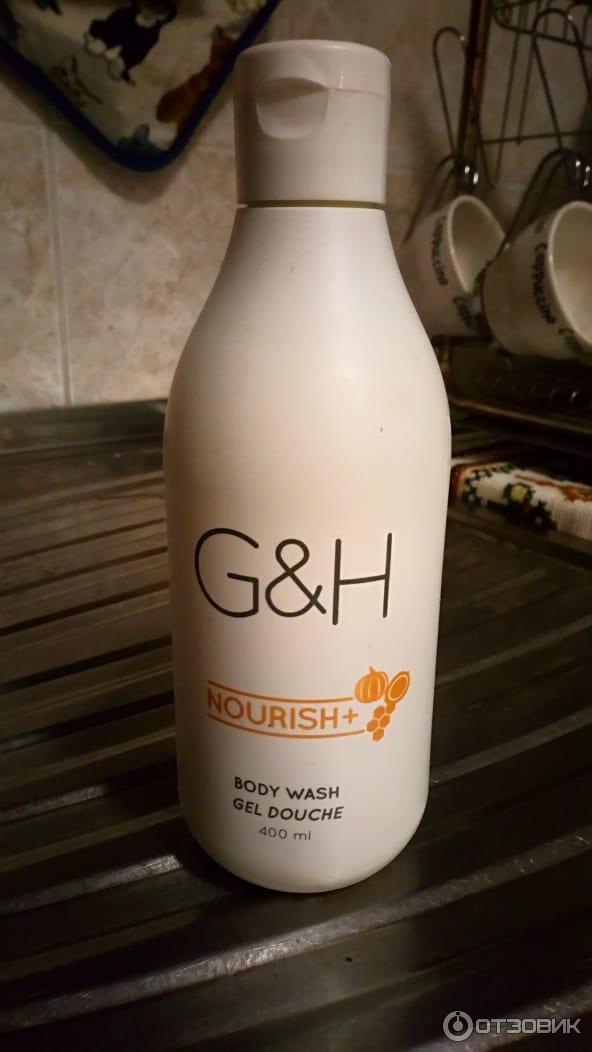 G&H
NOURISH+
BODY WASH
GEL DOUCHE
400 ml
Cappuccino
Cappuccino
ОТЗОВИК